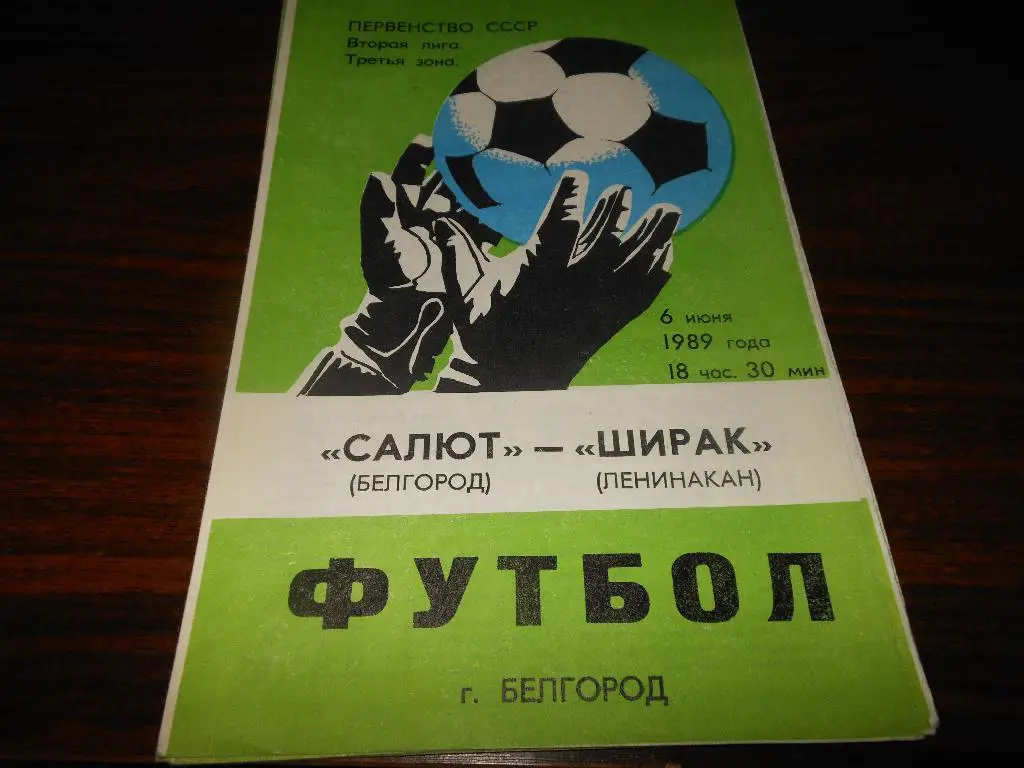 ПЕРВЕНСТВО СССР
Вторая лига.
Третья зона.
6 июня
1989 года
18 час. 30 мин
«САЛЮТ» — «ШИРАК»
(БЕЛГОРОД) (ЛЕНИНАКАН)
ФУТБОЛ
г. БЕЛГОРОД